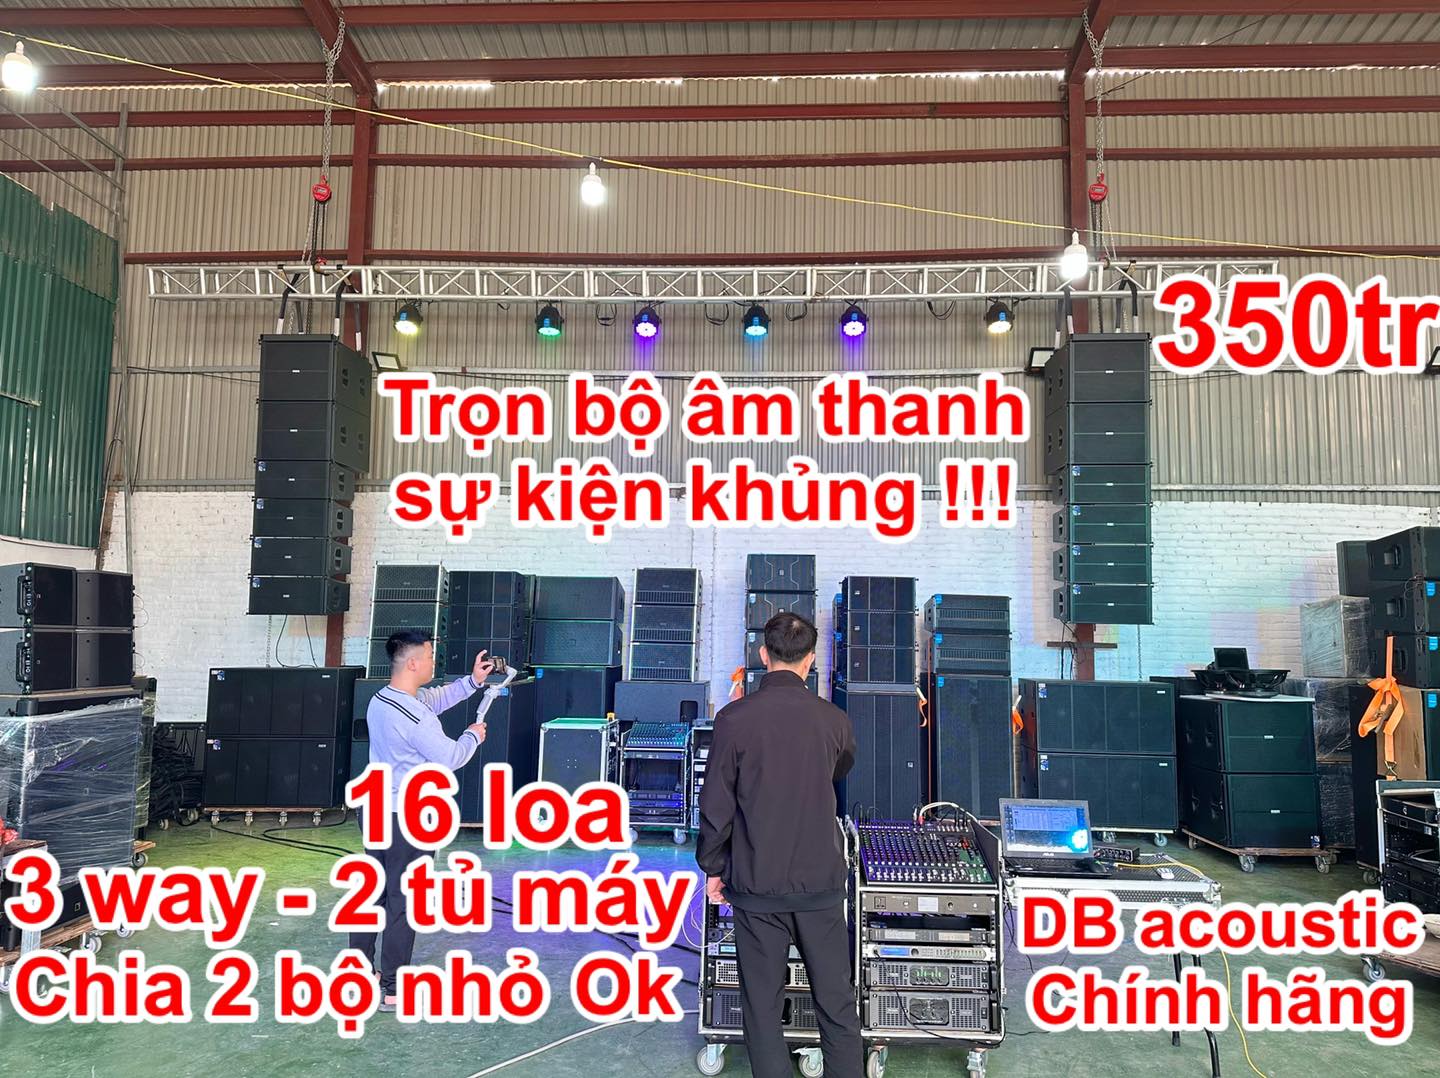 350tr
Trọn bộ âm thanh
sự kiện khủng !!!
16 loa
3 way - 2 tủ máy
Chia 2 bộ nhỏ Ok
DB acoustic
Chính hãng